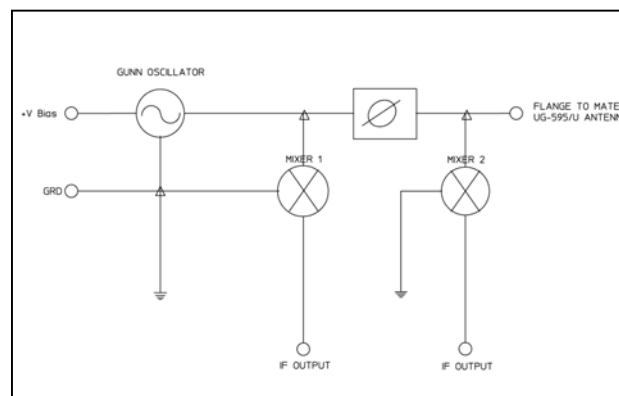 GUNN OSCILLATOR
+V Bias
FLANGE TO MATE
UG-595/U ANTENN
MIXER 1
MIXER 2
GRD
IF OUTPUT
IF OUTPUT